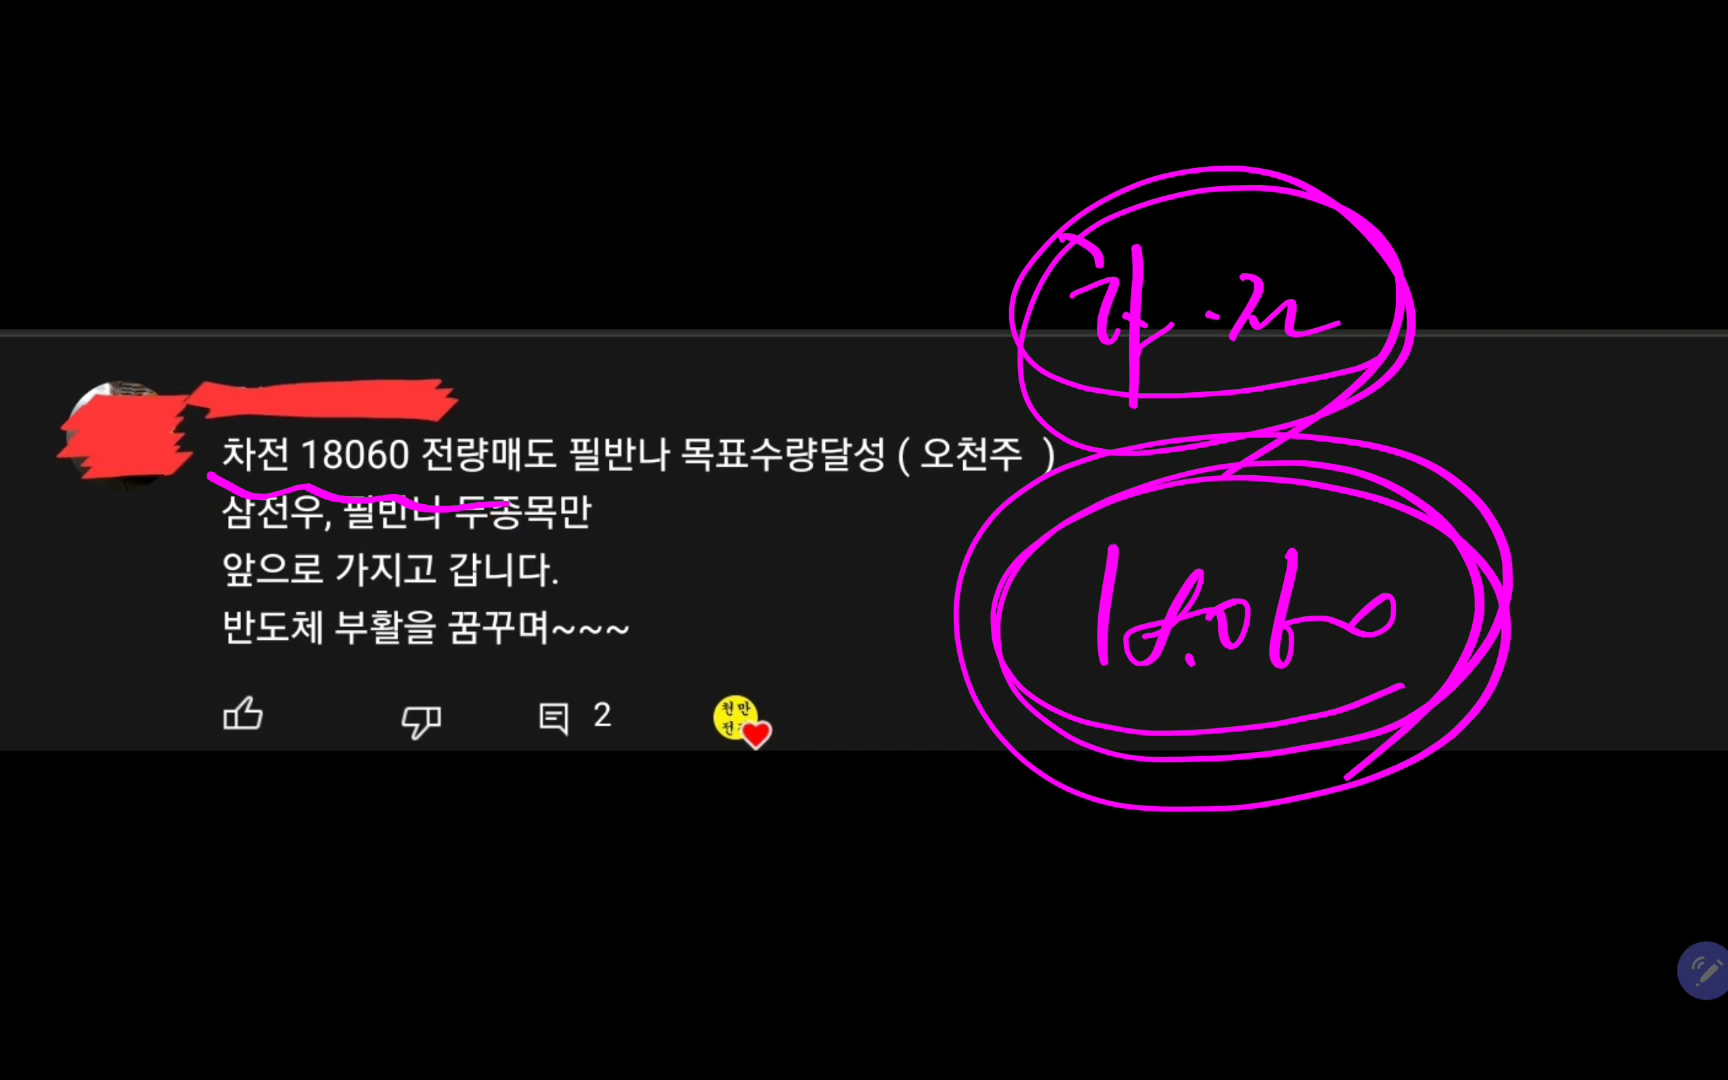 차전 18060 전량매도 필반나 목표수량달성 ( 오천주 )
삼전우, 필반나 두종목만
앞으로 가지고 갑니다.
반도체 부활을 꿈꾸며~~~
2
천만
18.060